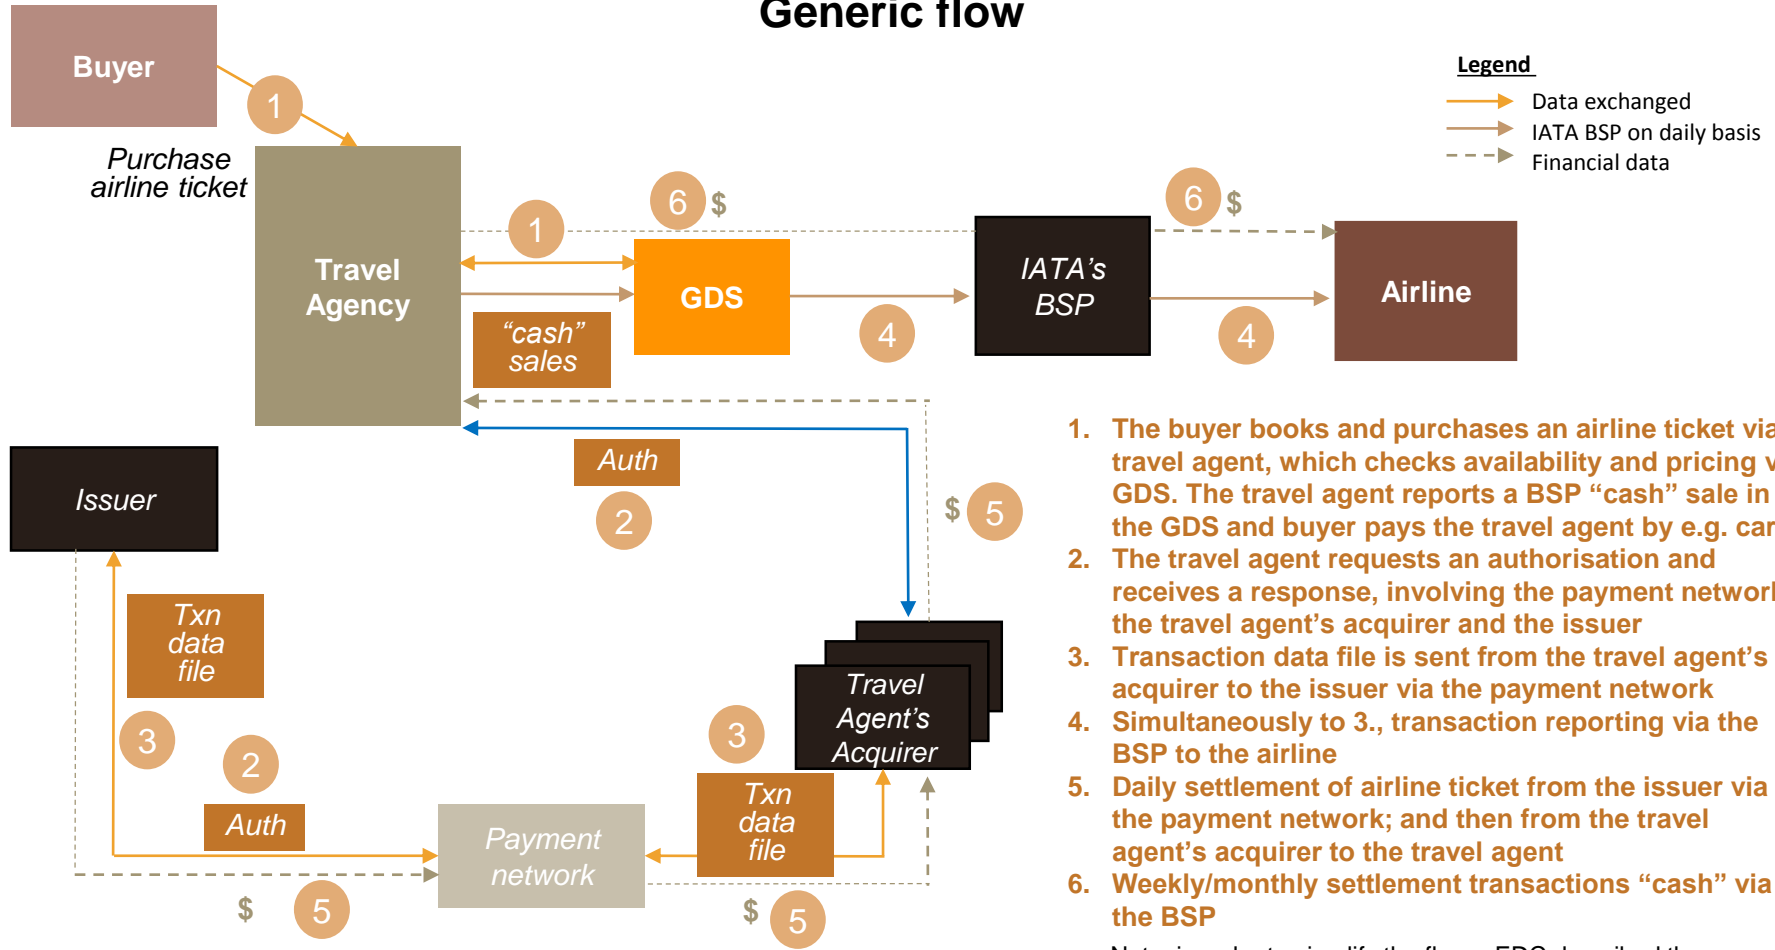 Generic flow
Buyer
1
Purchase
airline ticket
Legend
Data exchanged
IATA BSP on daily basis
Financial data
6 $
6 $
1
Travel
Agency
GDS
IATA's
BSP
Airline
"cash"
sales
4
4
Auth
2
Issuer
$ 5
Txn
data
file
3
2
Auth
Travel
Agent's
Acquirer
3
Txn
data
file
Payment
network
$ 5
$ 5
1. The buyer books and purchases an airline ticket via
travel agent, which checks availability and pricing v
GDS. The travel agent reports a BSP “cash” sale in
the GDS and buyer pays the travel agent by e.g. car
2. The travel agent requests an authorisation and
receives a response, involving the payment network
the travel agent's acquirer and the issuer
3. Transaction data file is sent from the travel agent's
acquirer to the issuer via the payment network
4. Simultaneously to 3., transaction reporting via the
BSP to the airline
5. Daily settlement of airline ticket from the issuer via
the payment network; and then from the travel
agent's acquirer to the travel agent
6. Weekly/monthly settlement transactions “cash” via
the BSP